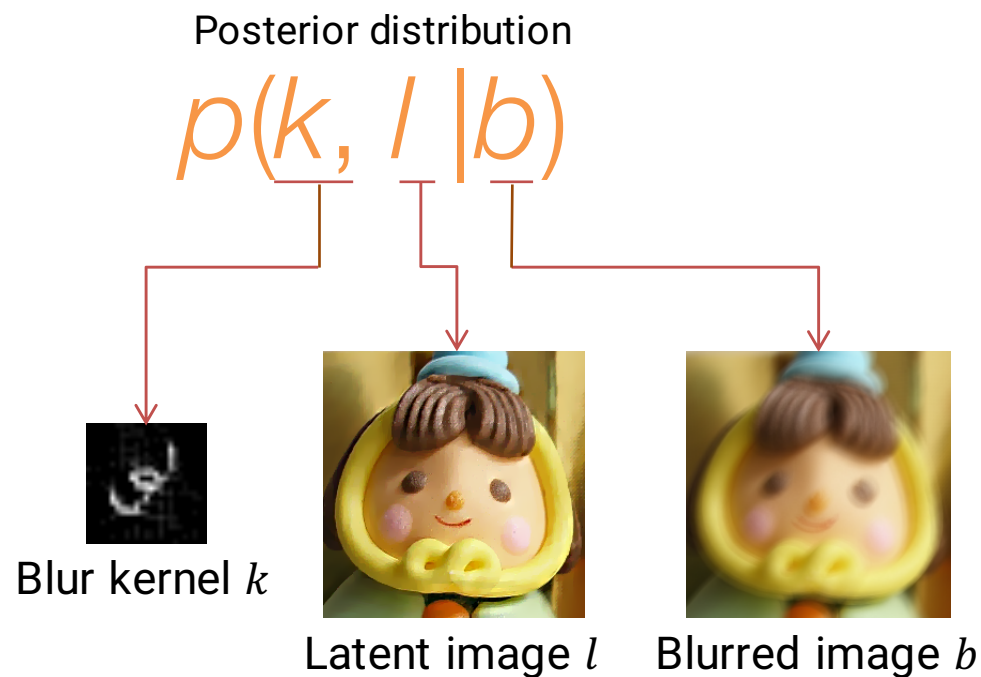 Posterior distribution
p(k, l |b)
Blur kernel k
Latent image l
Blurred image b